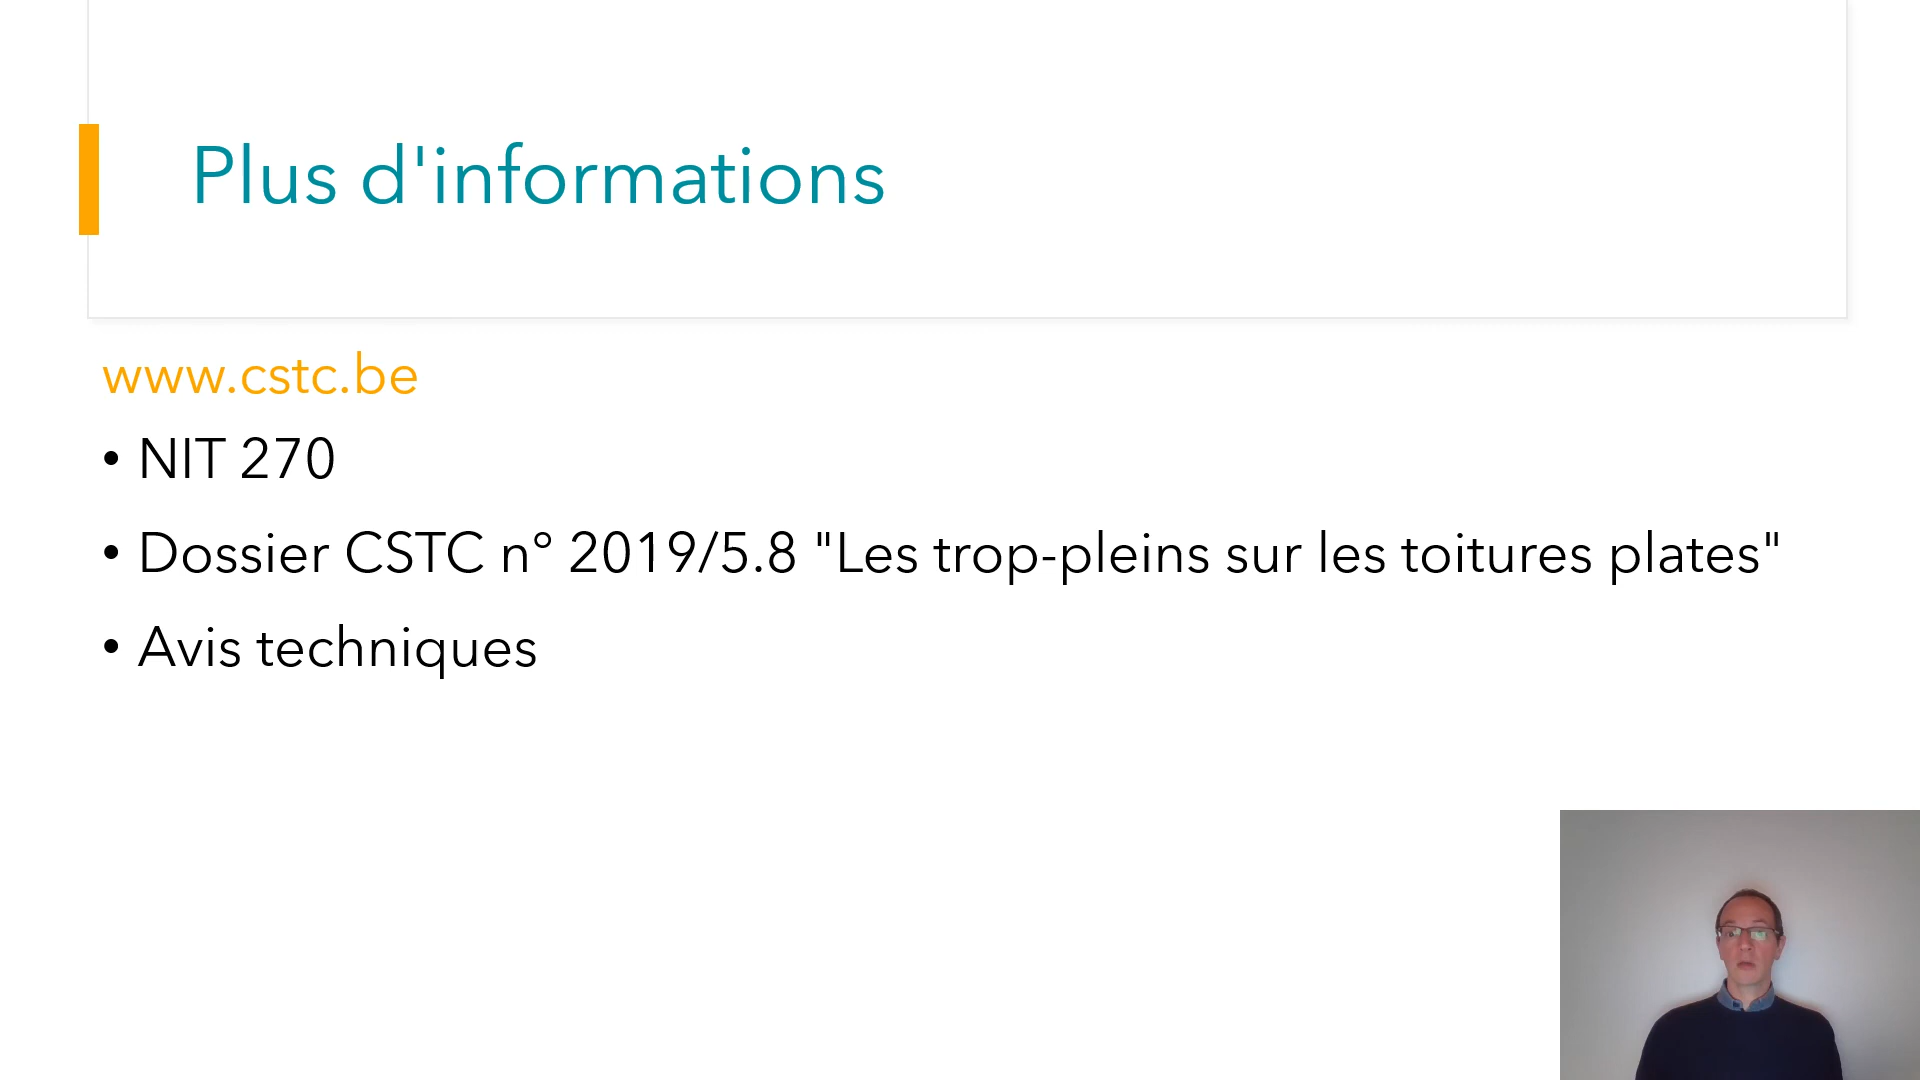 Plus d'informations
www.cstc.be
• NIT 270
• Dossier CSTC n° 2019/5.8 "Les trop-pleins sur les toitures plates"
• Avis techniques